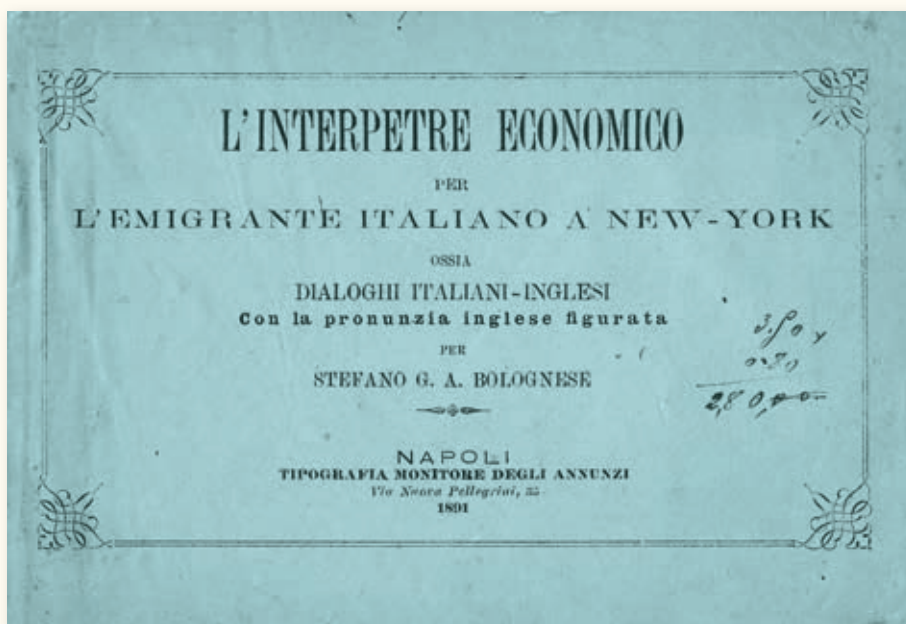 L'INTERPETRE ECONOMICO
PER
L'EMIGRANTE ITALIANO A NEW-YORK
OSSIA
DIALOGHI ITALIANI-INGLESI
Con la pronunzia inglese figurata
PER
STEFANO G. A. BOLOGNESE
NAPOLI
TIPOGRAFIA MONITORE DEGLI ANNUNZI
Via Nuova Pellegrini,
1891